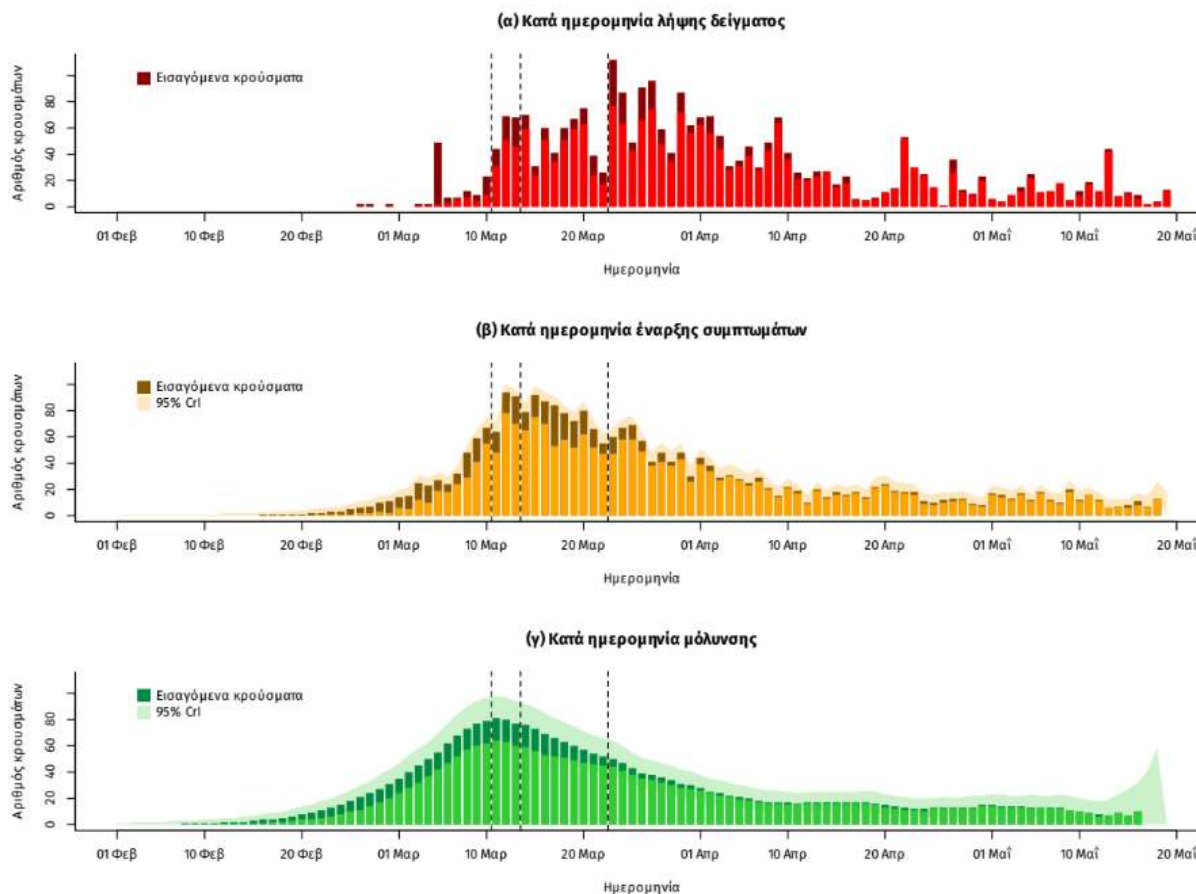 (α) Κατά ημερομηνία λήψης δείγματος
Εισαγόμενα κρούσματα
Αριθμός κρουσμάτων
0 20 40 60 80
01 Φεβ 10 Φεβ 20 Φεβ 01 Μαρ 10 Μαρ 20 Μαρ 01 Απρ 10 Απρ 20 Απρ 01 Μαΐ 10 Μαΐ 20 Μαΐ
Ημερομηνία
(β) Κατά ημερομηνία έναρξης συμπτωμάτων
Εισαγόμενα κρούσματα
95% CrI
Αριθμός κρουσμάτων
0 20 40 60 80
01 Φεβ 10 Φεβ 20 Φεβ 01 Μαρ 10 Μαρ 20 Μαρ 01 Απρ 10 Απρ 20 Απρ 01 Μαΐ 10 Μαΐ 20 Μαΐ
Ημερομηνία
(γ) Κατά ημερομηνία μόλυνσης
Εισαγόμενα κρούσματα
95% CrI
Αριθμός κρουσμάτων
0 20 40 60 80
01 Φεβ 10 Φεβ 20 Φεβ 01 Μαρ 10 Μαρ 20 Μαρ 01 Απρ 10 Απρ 20 Απρ 01 Μαΐ 10 Μαΐ 20 Μαΐ
Ημερομηνία